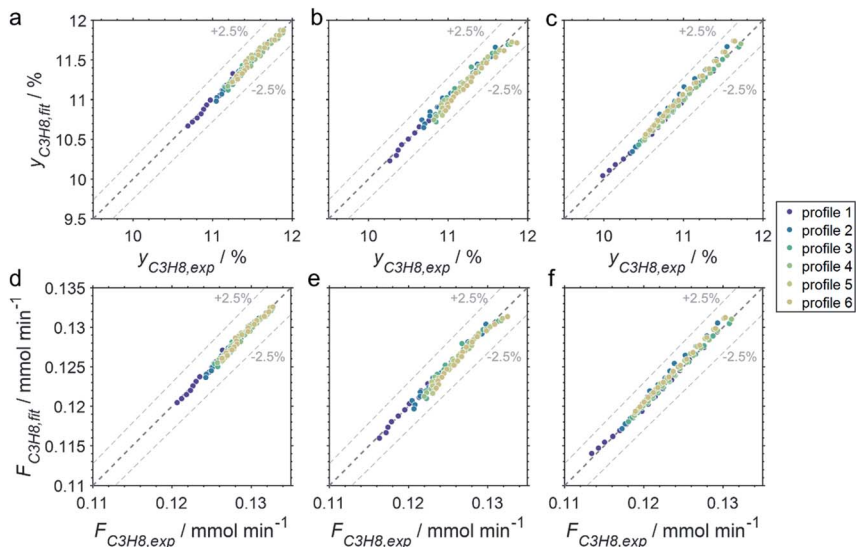 a
b
c
12
11.5
11
10.5
10
9.5
y_C3H8,fit / %
+2.5%
-2.5%
+2.5%
-2.5%
+2.5%
-2.5%
10 11 12
10 11 12
10 11 12
y_C3H8,exp / %
y_C3H8,exp / %
y_C3H8,exp / %
profile 1
profile 2
profile 3
profile 4
profile 5
profile 6
d
e
f
0.135
0.13
0.125
0.12
0.115
0.11
F_C3H8,fit / mmol min⁻¹
+2.5%
-2.5%
+2.5%
-2.5%
+2.5%
-2.5%
0.11 0.12 0.13
0.11 0.12 0.13
0.11 0.12 0.13
F_C3H8,exp / mmol min⁻¹
F_C3H8,exp / mmol min⁻¹
F_C3H8,exp / mmol min⁻¹